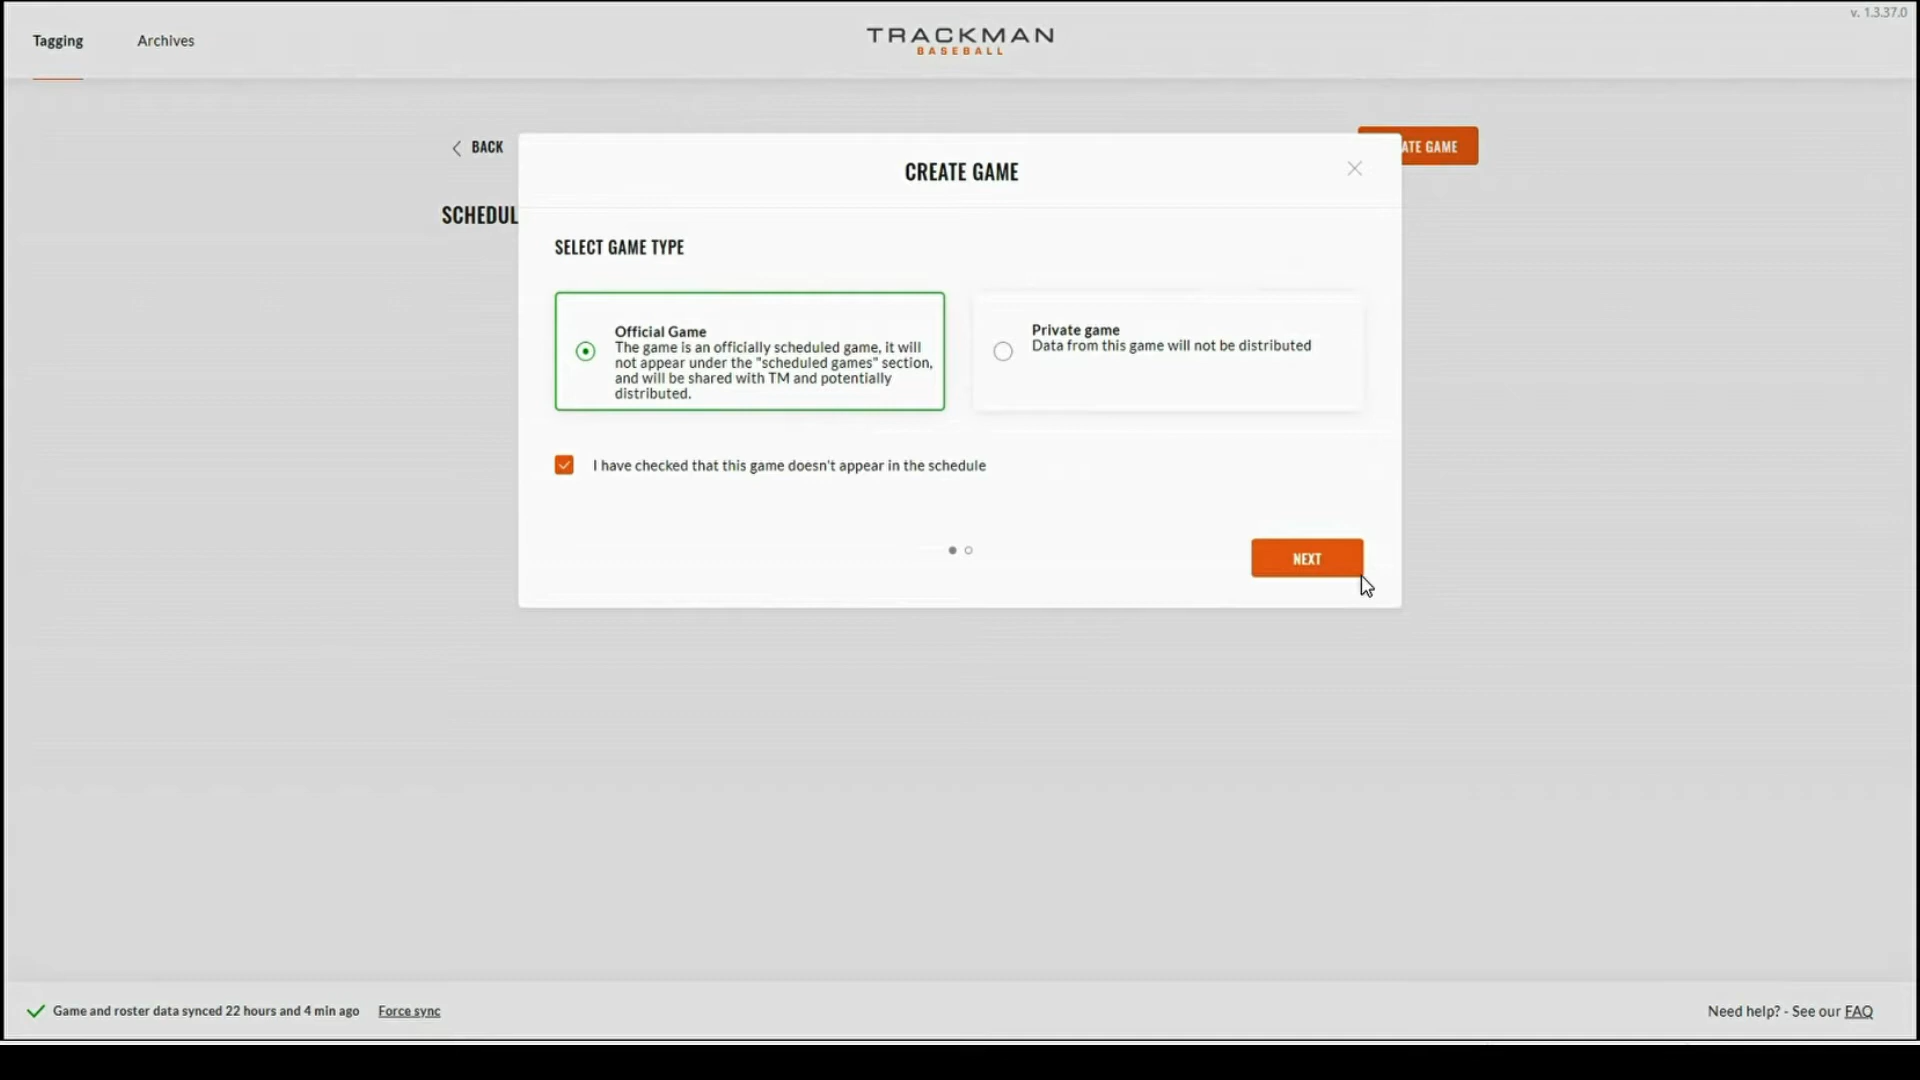 Tagging
Archives
TRACKMAN
BASEBALL
v. 1.3.37.0
BACK
ATE GAME
SCHEDUL
CREATE GAME
SELECT GAME TYPE
Official Game
The game is an officially scheduled game, it will
not appear under the "scheduled games" section,
and will be shared with TM and potentially
distributed.
Private game
Data from this game will not be distributed
I have checked that this game doesn't appear in the schedule
NEXT
Game and roster data synced 22 hours and 4 min ago
Force sync
Need help? - See our FAQ